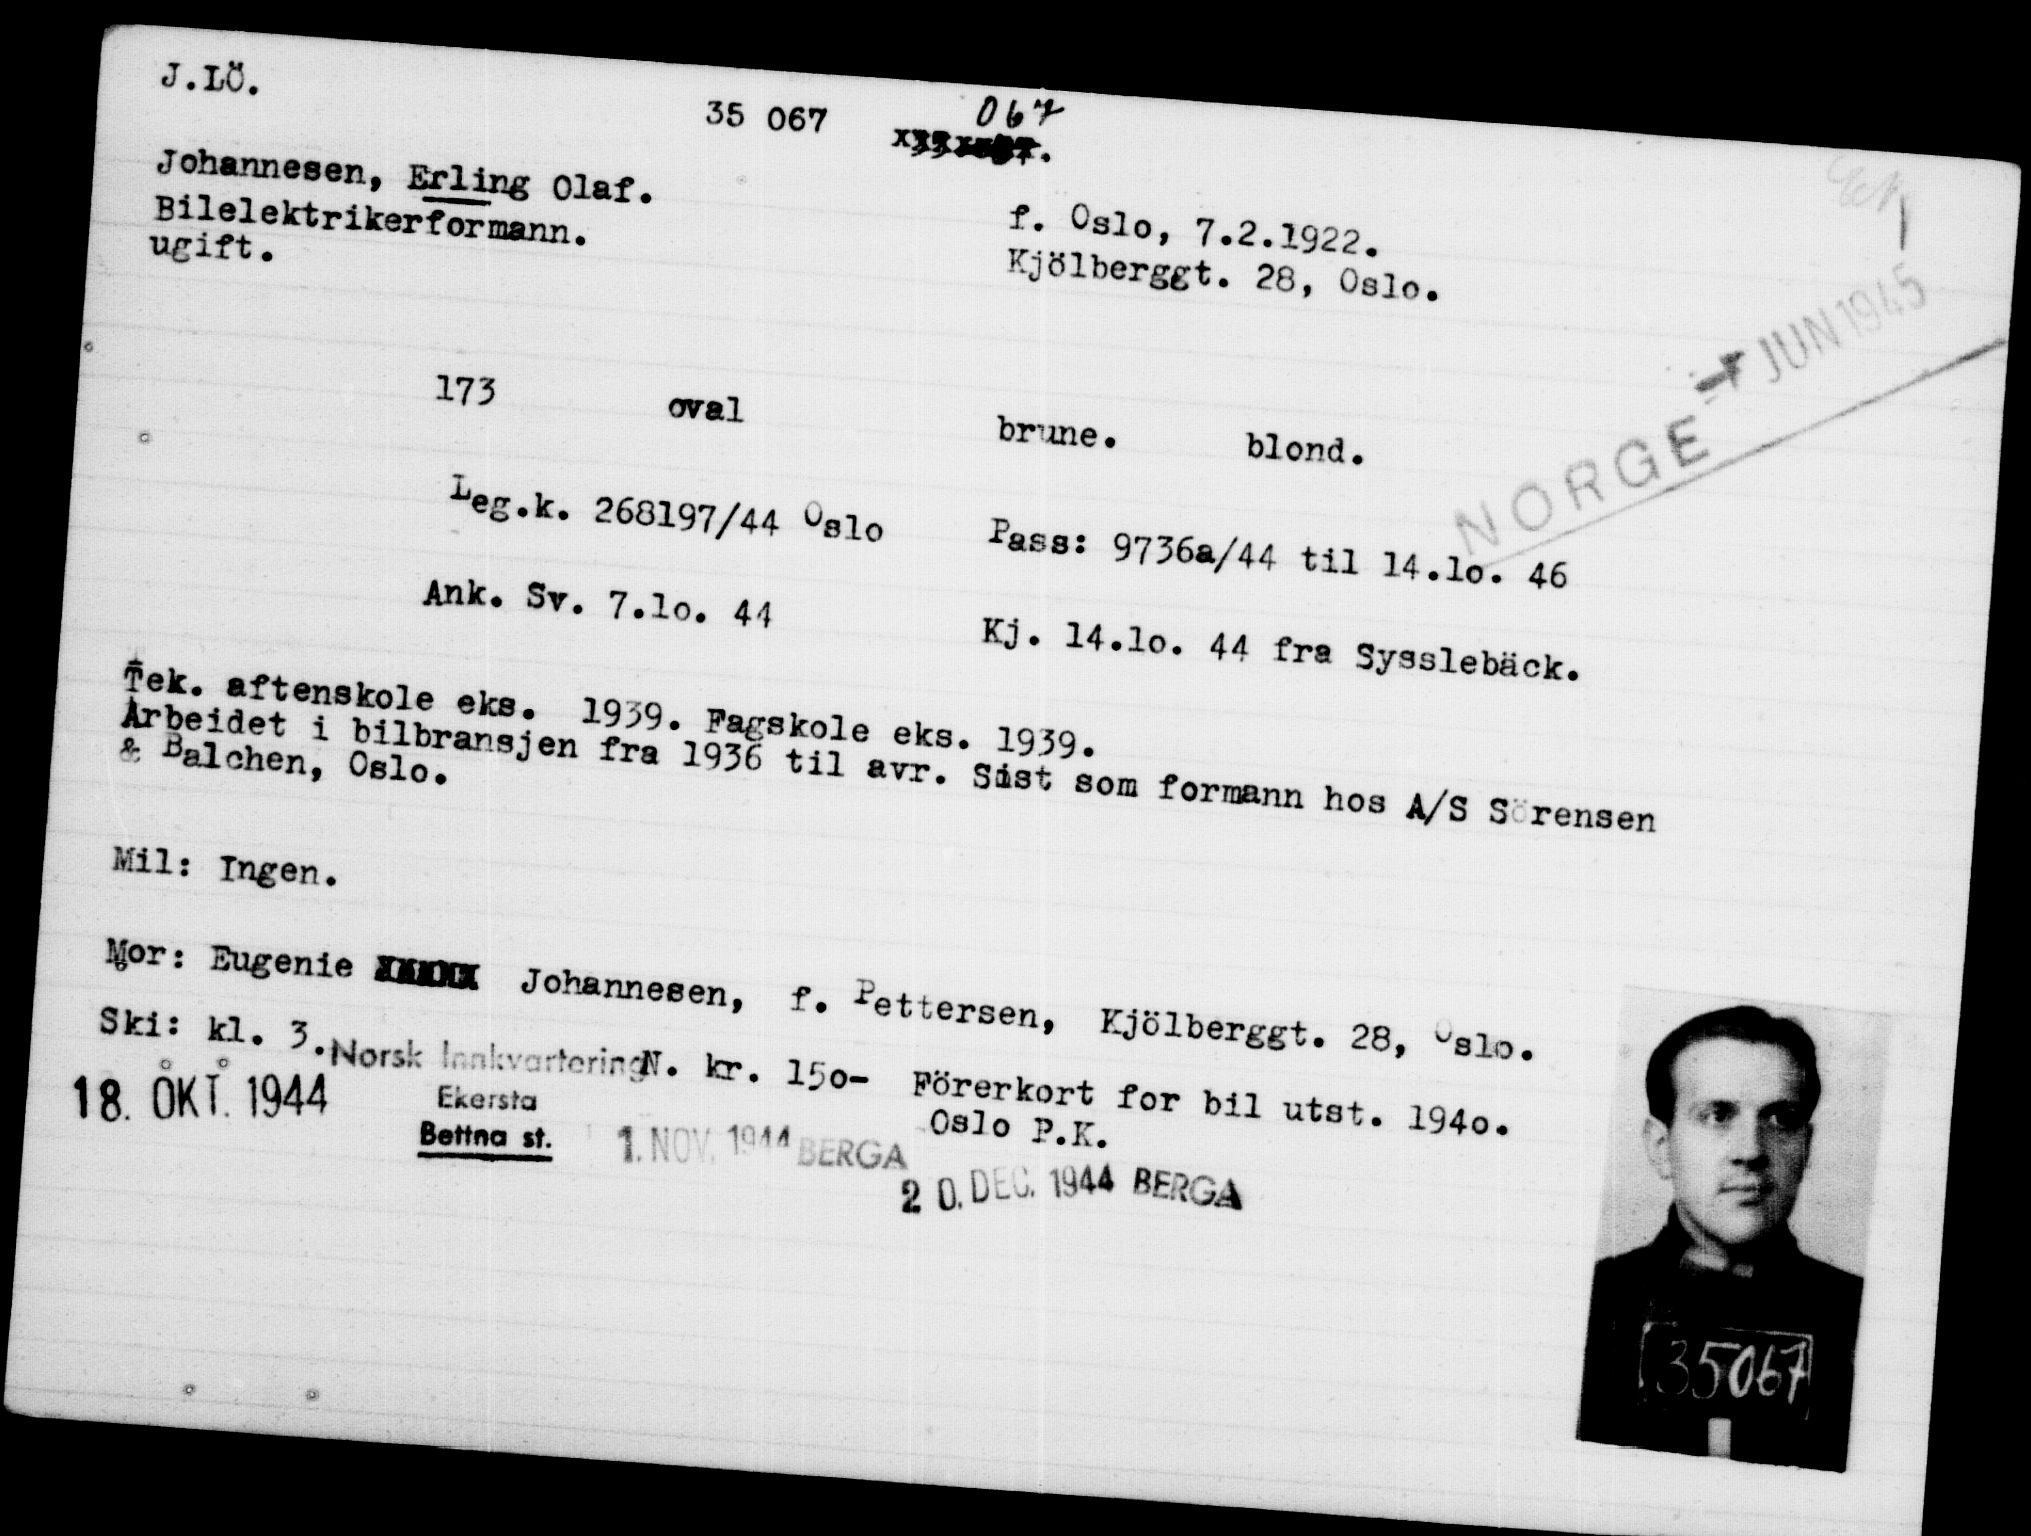 J.LÖ.
35 067 067
Johannesen, Erling Olaf.
Bilelektrikerformann.
ugift.
f. Oslo, 7.2.1922.
Kjölberggt. 28, Oslo.
JUN 1945
NORGE
173 oval brune. blond.
Leg.k. 268197/44 Oslo Pass: 9736a/44 til 14.lo. 46
Ank. Sv. 7.lo. 44 Kj. 14.lo. 44 fra Sysslebäck.
Tek. aftenskole eks. 1939. Fagskole eks. 1939.
Arbeidet i bilbransjen fra 1936 til avr. Sist som formann hos A/S Sörensen
& Balchen, Oslo.
Mil: Ingen.
Mor: Eugenie Johannesen, f. Pettersen, Kjölberggt. 28, Oslo.
Ski: kl. 3. N. kr. 15o- Förerkort for bil utst. 194o.
Oslo P.K.
Norsk Innkvartering
Ekersta
Bettna st.
18. OKT. 1944
1. NOV. 1944 BERGA
20. DEC. 1944 BERGA
35067